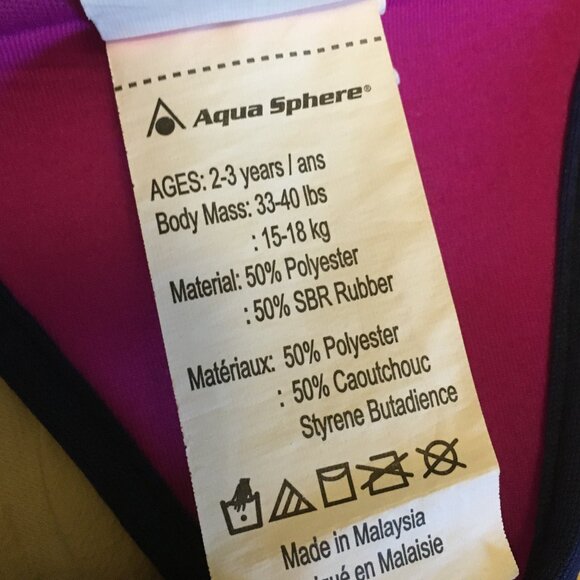 Aqua Sphere®
AGES: 2-3 years / ans
Body Mass: 33-40 lbs
: 15-18 kg
Material: 50% Polyester
: 50% SBR Rubber
Matériaux: 50% Polyester
: 50% Caoutchouc
Styrene Butadience
Made in Malaysia
en Malaisie